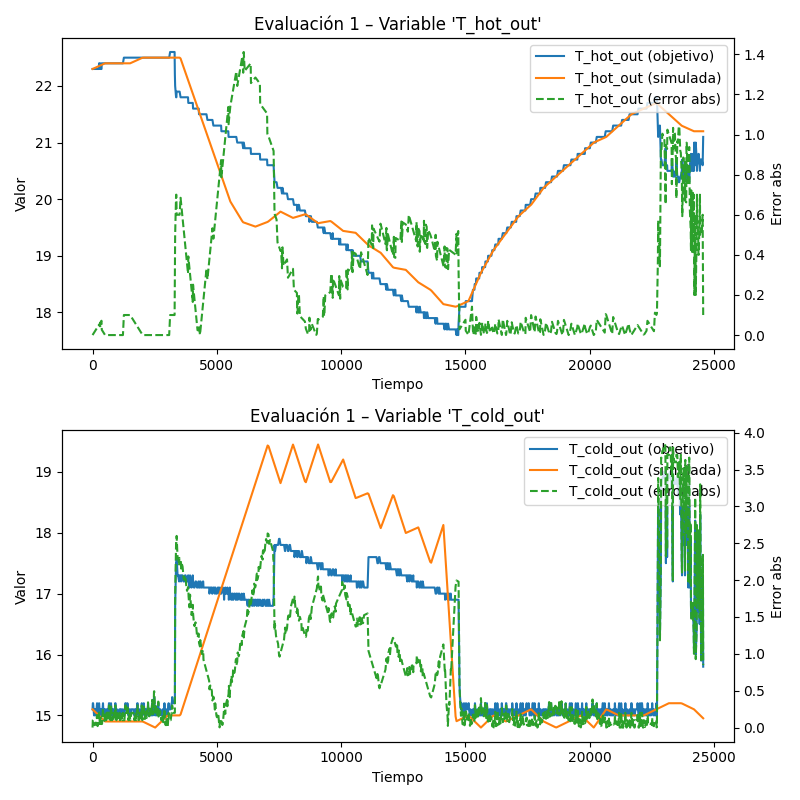 Evaluación 1 – Variable 'T_hot_out'
T_hot_out (objetivo)
T_hot_out (simulada)
T_hot_out (error abs)
Valor
22
21
20
19
18
1.4
1.2
1.0
0.8
0.6
0.4
0.2
0.0
Error abs
0 5000 10000 15000 20000 25000
Tiempo
Evaluación 1 – Variable 'T_cold_out'
T_cold_out (objetivo)
T_cold_out (simulada)
T_cold_out (error abs)
Valor
19
18
17
16
15
4.0
3.5
3.0
2.5
2.0
1.5
1.0
0.5
0.0
Error abs
0 5000 10000 15000 20000 25000
Tiempo